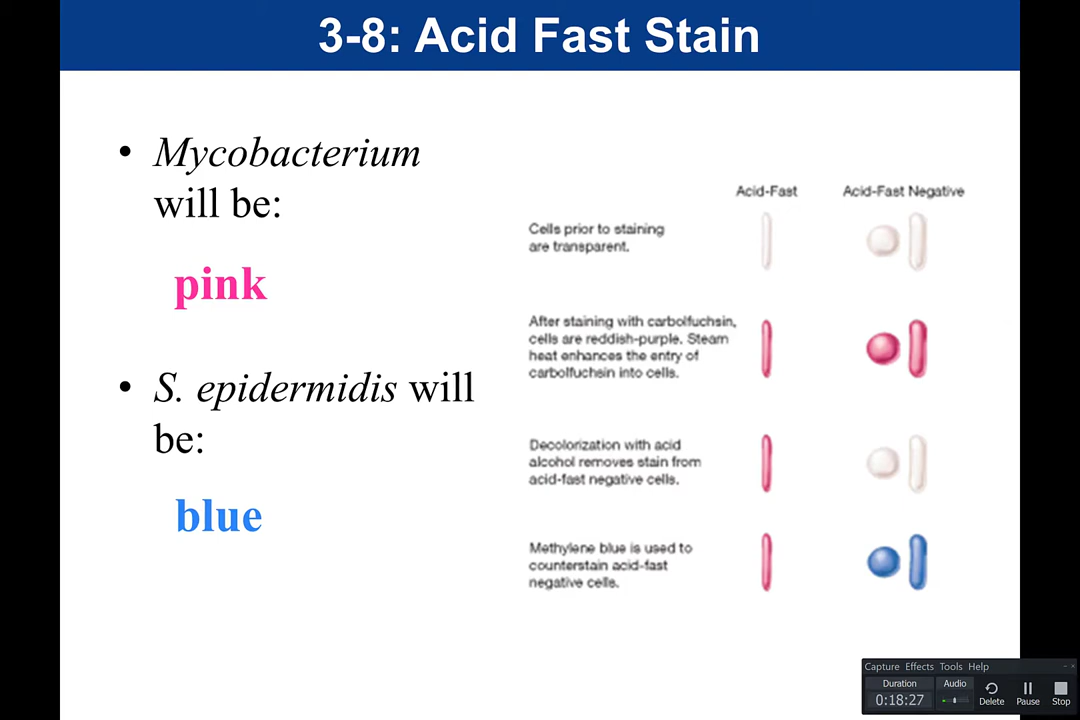 3-8: Acid Fast Stain
• Mycobacterium
will be:
pink
• S. epidermidis will
be:
blue
Acid-Fast
Acid-Fast Negative
Cells prior to staining
are transparent.
After staining with carbolfuchsin,
cells are reddish-purple. Steam
heat enhances the entry of
carbolfuchsin into cells.
Decolorization with acid
alcohol removes stain from
acid-fast negative cells.
Methylene blue is used to
counterstain acid-fast
negative cells.
Capture Effects Tools Help
Duration
Audio
0:18:27
Delete
Pause
Stop